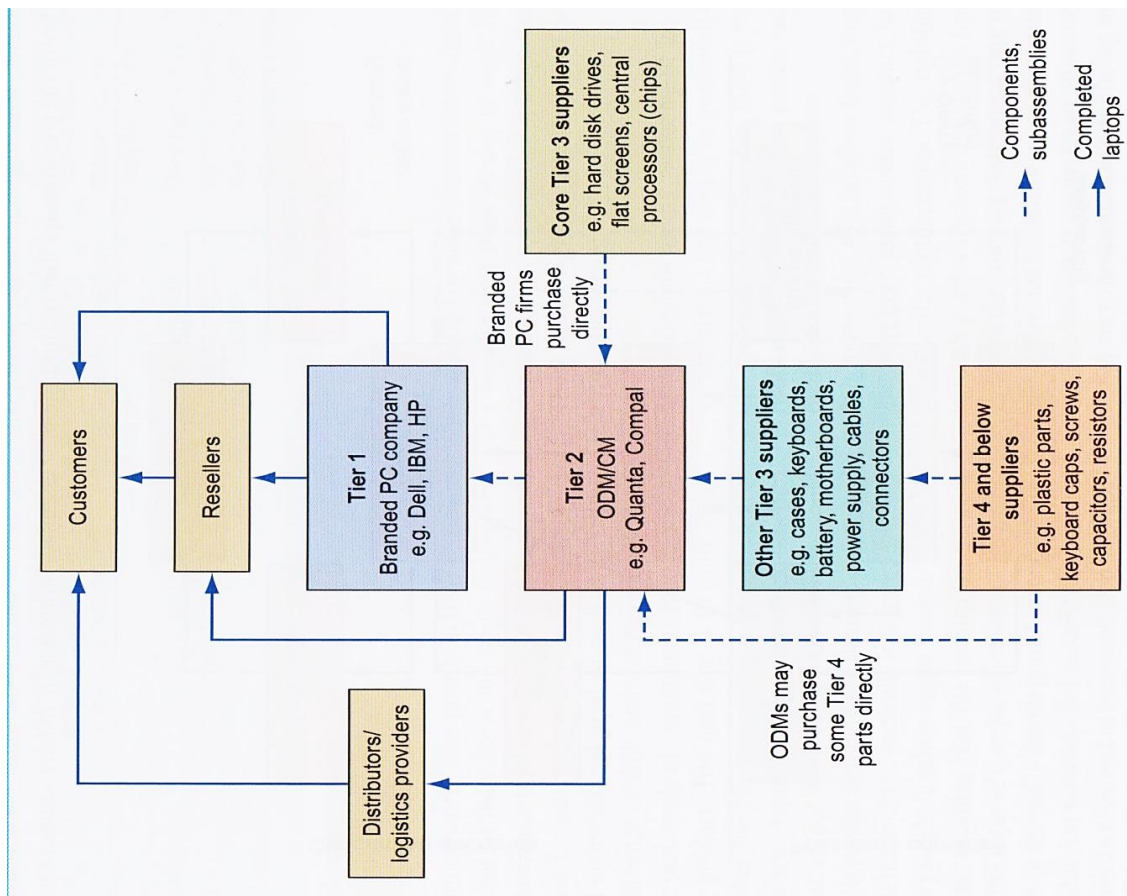 Customers
Resellers
Distributors/
logistics providers
Tier 1
Branded PC company
e.g. Dell, IBM, HP
Branded
PC firms
purchase
directly
Core Tier 3 suppliers
e.g. hard disk drives,
flat screens, central
processors (chips)
Tier 2
ODM/CM
e.g. Quanta, Compal
Other Tier 3 suppliers
e.g. cases, keyboards,
battery, motherboards,
power supply, cables,
connectors
ODMs may
purchase
some Tier 4
parts directly
Tier 4 and below
suppliers
e.g. plastic parts,
keyboard caps, screws,
capacitors, resistors
Components,
subassemblies
Completed
laptops